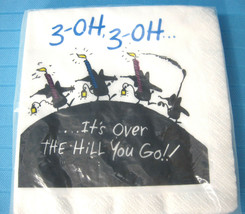 3-OH, 3-OH...
...It's Over
THE HiLL You Go!!